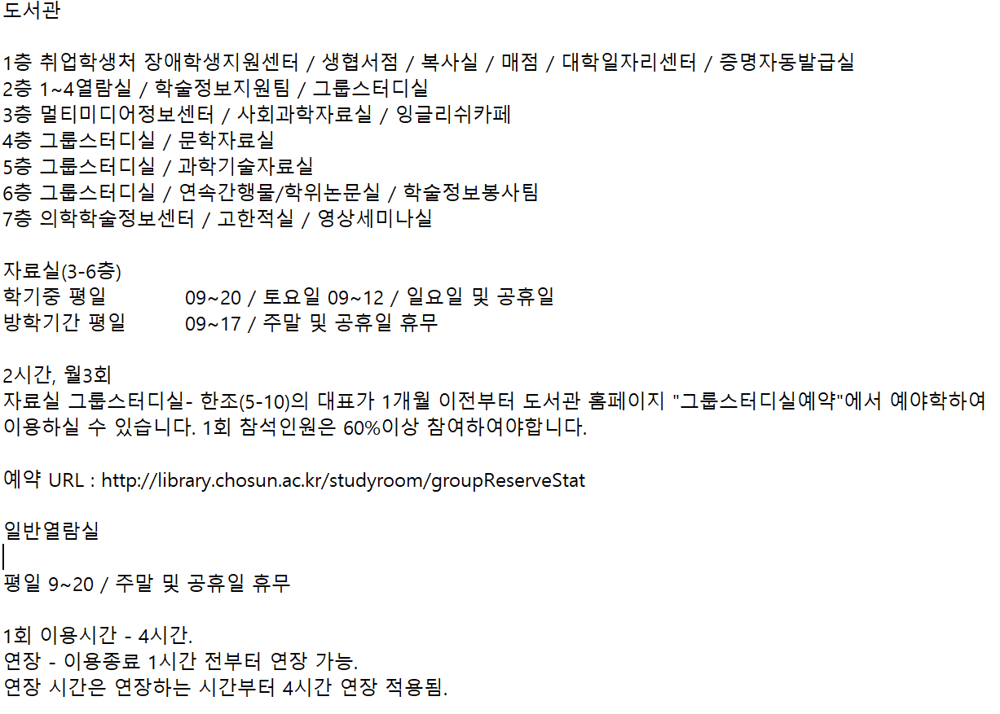 도서관
1층 취업학생처 장애학생지원센터 / 생협서점 / 복사실 / 매점 / 대학일자리센터 / 증명자동발급실
2층 1~4열람실 / 학술정보지원팀 / 그룹스터디실
3층 멀티미디어정보센터 / 사회과학자료실 / 잉글리쉬카페
4층 그룹스터디실 / 문학자료실
5층 그룹스터디실 / 과학기술자료실
6층 그룹스터디실 / 연속간행물/학위논문실 / 학술정보봉사팀
7층 의학학술정보센터 / 고한적실 / 영상세미나실
자료실(3-6층)
학기중 평일 09~20 / 토요일 09~12 / 일요일 및 공휴일
방학기간 평일 09~17 / 주말 및 공휴일 휴무
2시간, 월3회
자료실 그룹스터디실- 한조(5-10)의 대표가 1개월 이전부터 도서관 홈페이지 "그룹스터디실예약"에서 예야학하여
이용하실 수 있습니다. 1회 참석인원은 60%이상 참여하여야합니다.
예약 URL : http://library.chosun.ac.kr/studyroom/groupReserveStat
일반열람실
평일 9~20 / 주말 및 공휴일 휴무
1회 이용시간 - 4시간.
연장 - 이용종료 1시간 전부터 연장 가능.
연장 시간은 연장하는 시간부터 4시간 연장 적용됨.